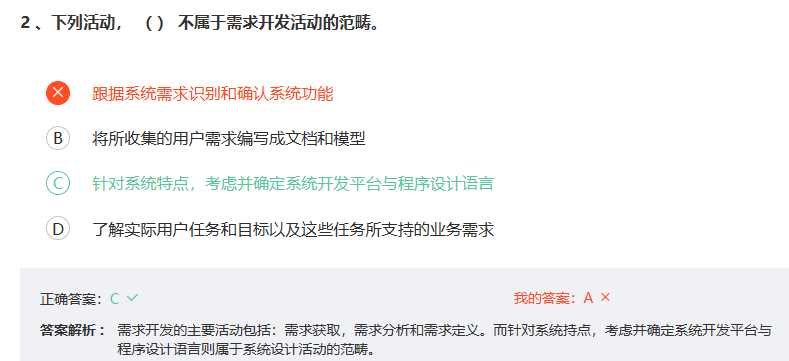 2 、下列活动， （ ） 不属于需求开发活动的范畴。
跟据系统需求识别和确认系统功能
B 将所收集的用户需求编写成文档和模型
C 针对系统特点，考虑并确定系统开发平台与程序设计语言
D 了解实际用户任务和目标以及这些任务所支持的业务需求
正确答案：C 我的答案：A
答案解析： 需求开发的主要活动包括：需求获取，需求分析和需求定义。而针对系统持点，考虑并确定系统开发平台与
程序设计语言则属于系统设计活动的范畴。